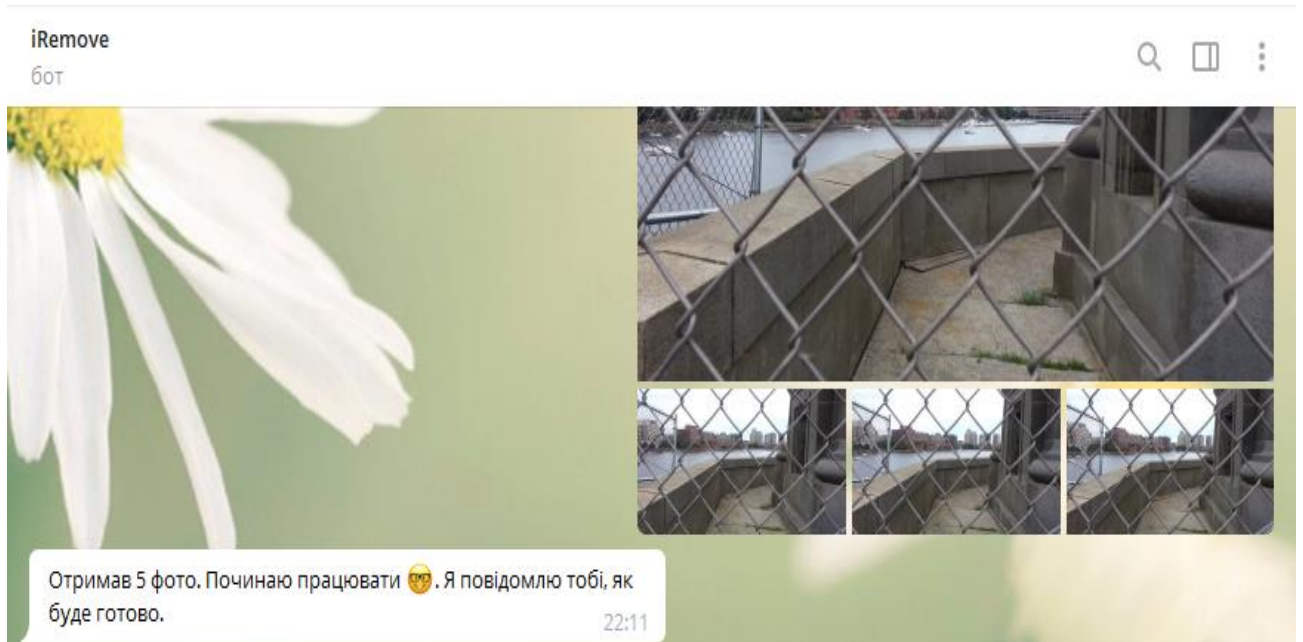 iRemove
бот
Отримав 5 фото. Починаю працювати 🤓. Я повідомлю тобі, як
буде готово.
22:11